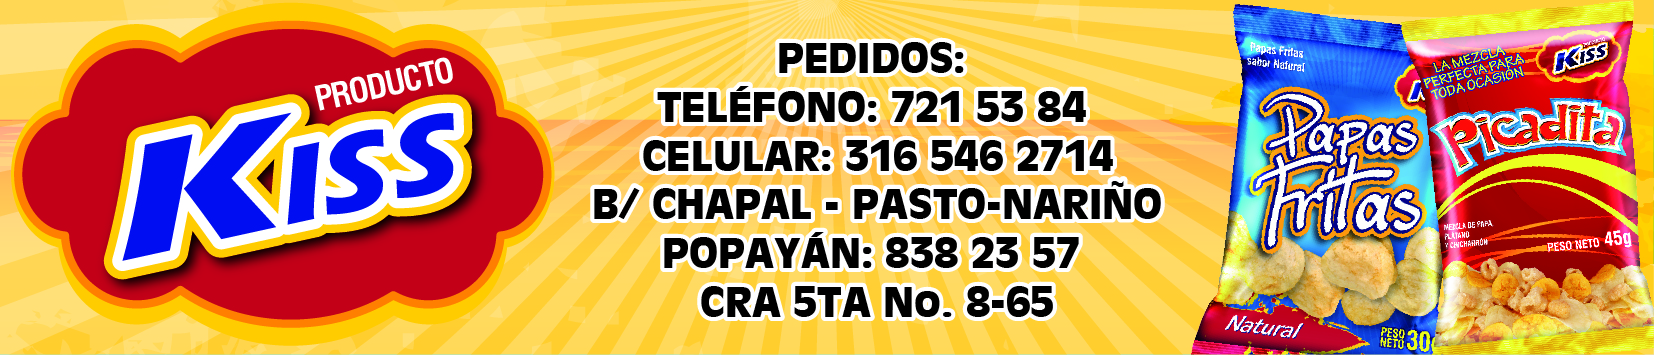 PRODUCTO
Kiss
PEDIDOS:
TELÉFONO: 721 53 84
CELULAR: 316 546 2714
B/ CHAPAL - PASTO-NARIÑO
POPAYÁN: 838 23 57
CRA 5TA No. 8-65
Papas Fritas
sabor Natural
Papas
Fritas
Natural
PESO
NETO 30
LA MEZCLA
PERFECTA PARA
TODA OCASIÓN
Kiss
Picadita
MEZCLA DE PAPA
PLÁTANO
Y CHICHARRÓN
PESO NETO 45g